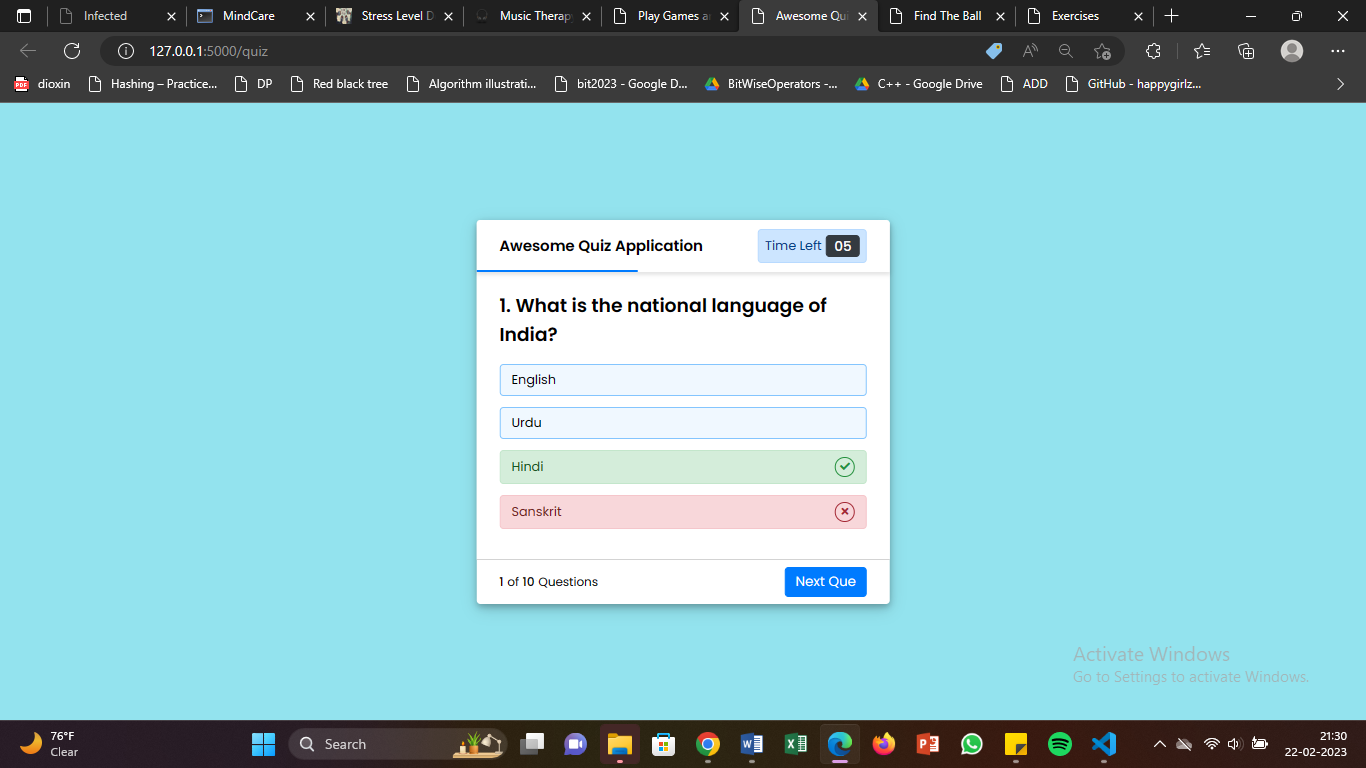 Infected
MindCare
Stress Level D
Music Therap
Play Games a
Awesome Qui
Find The Ball
Exercises
127.0.0.1:5000/quiz
PDF
dioxin
Hashing – Practice...
DP
Red black tree
Algorithm illustrati...
bit2023 - Google D...
BitWiseOperators -...
C++ - Google Drive
ADD
GitHub - happygirlz...
Awesome Quiz Application
Time Left 05
1. What is the national language of
India?
English
Urdu
Hindi
Sanskrit
1 of 10 Questions
Next Que
Activate Windows
Go to Settings to activate Windows.
76°F
Clear
Search
21:30
22-02-2023